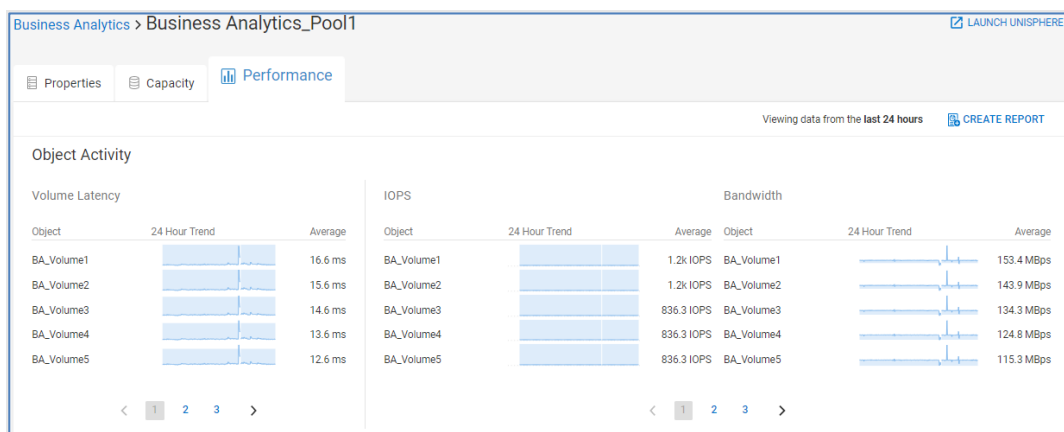 Business Analytics > Business Analytics_Pool1
LAUNCH UNISPHERE
Properties
Capacity
Performance
Viewing data from the last 24 hours
CREATE REPORT
Object Activity
Volume Latency
Object 24 Hour Trend Average
BA_Volume1 16.6 ms
BA_Volume2 15.6 ms
BA_Volume3 14.6 ms
BA_Volume4 13.6 ms
BA_Volume5 12.6 ms
< 1 2 3 >
IOPS
Object 24 Hour Trend Average
BA_Volume1 1.2k IOPS
BA_Volume2 1.2k IOPS
BA_Volume3 836.3 IOPS
BA_Volume4 836.3 IOPS
BA_Volume5 836.3 IOPS
Bandwidth
Object 24 Hour Trend Average
BA_Volume1 153.4 MBps
BA_Volume2 143.9 MBps
BA_Volume3 134.3 MBps
BA_Volume4 124.8 MBps
BA_Volume5 115.3 MBps
< 1 2 3 >